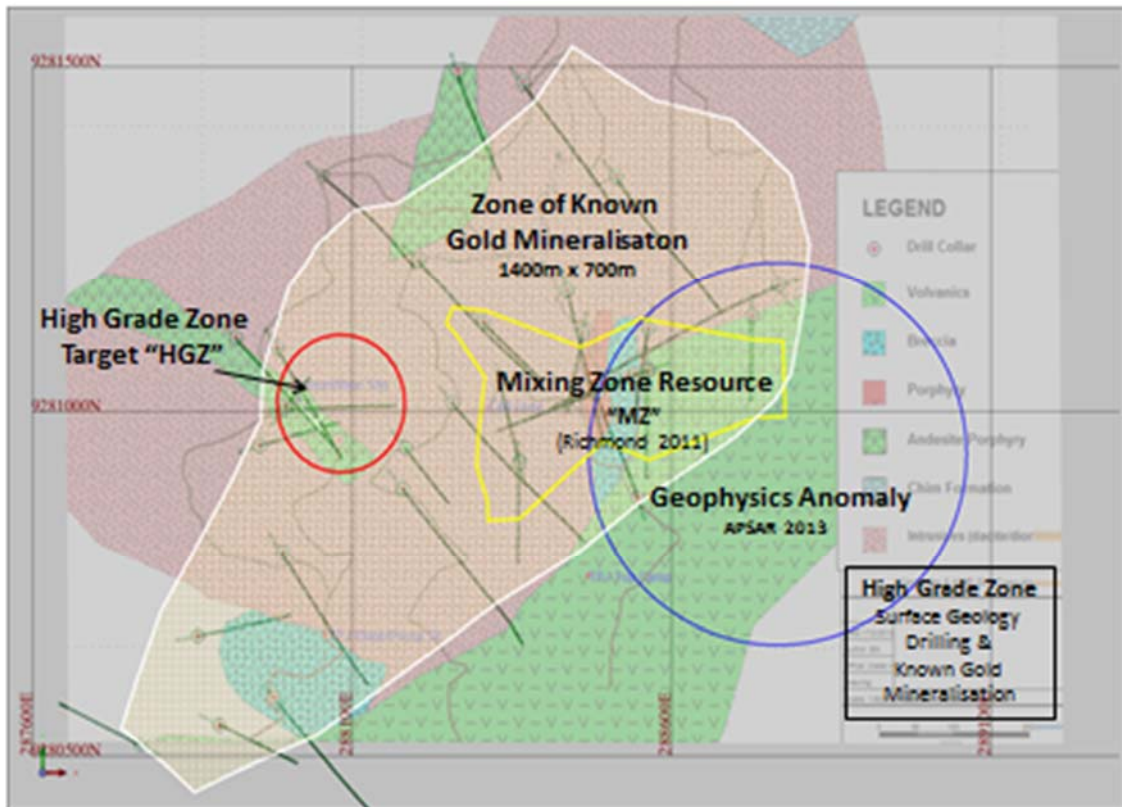 9281500N
Zone of Known
Gold Mineralisaton
1400m x 700m
LEGEND
Drill Collar
Volcanics
Breccia
Porphyry
Andesite Porphyry
Chim Formation
High Grade Zone
Target "HGZ"
9281000N
Mixing Zone Resource
"MZ"
(Richmond 2011)
Geophysics Anomaly
APSAR 2013
High Grade Zone
Surface Geology
Drilling &
Known Gold
Mineralisation
9280500N